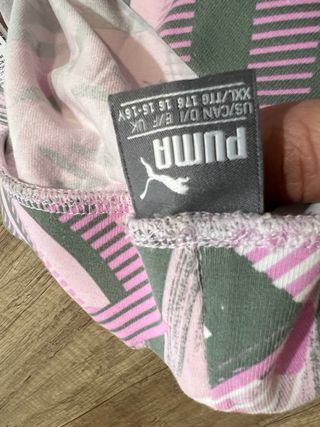 PUMA
US/CAN D/A E/F UK
XXL/TTG 176 16 15-16Y